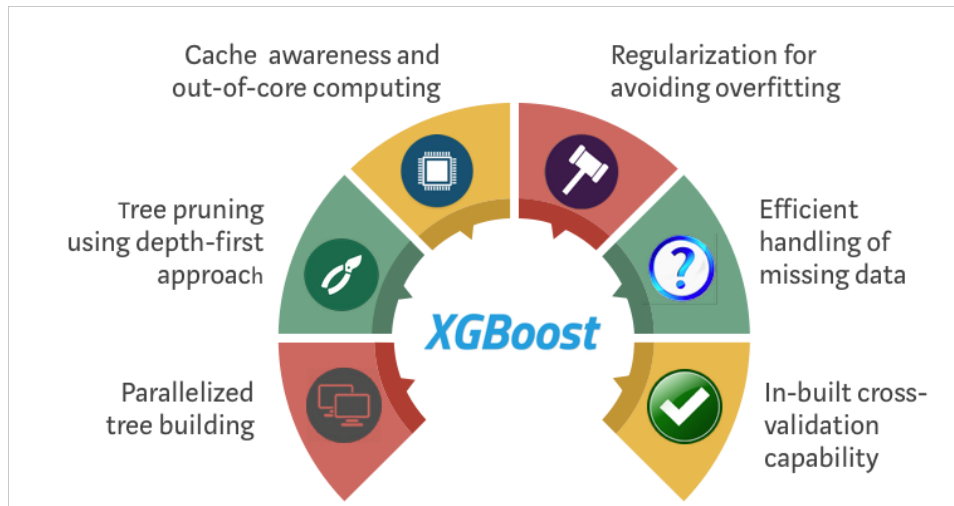 Cache awareness and
out-of-core computing
Regularization for
avoiding overfitting
Tree pruning
using depth-first
approach
Efficient
handling of
missing data
XGBoost
Parallelized
tree building
In-built cross-
validation
capability
?